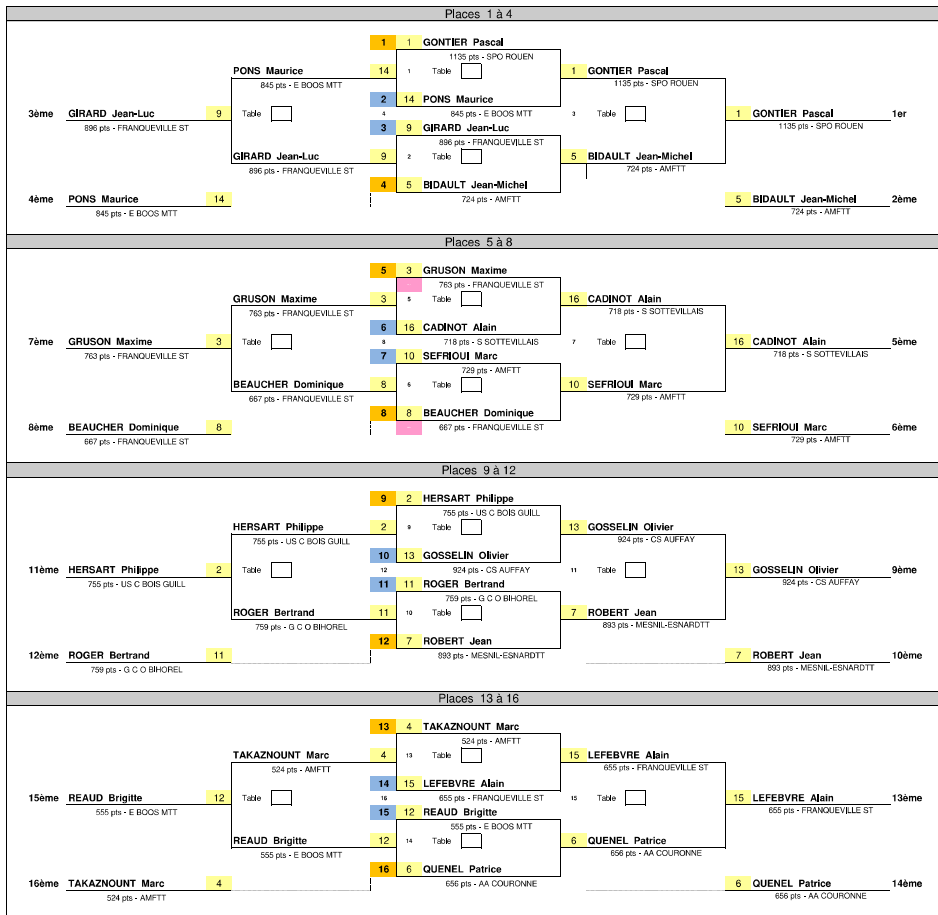 Places 1 à 4
1 1 GONTIER Pascal
1135 pts - SPO ROUEN
PONS Maurice 14 1 Table 1 GONTIER Pascal
845 pts - E BOOS MTT 1135 pts - SPO ROUEN
2 14 PONS Maurice
3ème GIRARD Jean-Luc 9 Table 4 845 pts - E BOOS MTT 3 Table 1 GONTIER Pascal 1er
896 pts - FRANQUEVILLE ST 3 9 GIRARD Jean-Luc 1135 pts - SPO ROUEN
896 pts - FRANQUEVILLE ST
GIRARD Jean-Luc 9 2 Table 5 BIDAULT Jean-Michel
896 pts - FRANQUEVILLE ST 724 pts - AMFTT
4 5 BIDAULT Jean-Michel
4ème PONS Maurice 14 724 pts - AMFTT 5 BIDAULT Jean-Michel 2ème
845 pts - E BOOS MTT 724 pts - AMFTT
Places 5 à 8
5 3 GRUSON Maxime
763 pts - FRANQUEVILLE ST
GRUSON Maxime 3 5 Table 16 CADINOT Alain
763 pts - FRANQUEVILLE ST 718 pts - S SOTTEVILLAIS
6 16 CADINOT Alain
7ème GRUSON Maxime 3 Table 8 718 pts - S SOTTEVILLAIS 7 Table 16 CADINOT Alain 5ème
763 pts - FRANQUEVILLE ST 7 10 SEFRIOUI Marc 718 pts - S SOTTEVILLAIS
729 pts - AMFTT
BEAUCHER Dominique 8 6 Table 10 SEFRIOUI Marc
667 pts - FRANQUEVILLE ST 729 pts - AMFTT
8 8 BEAUCHER Dominique
8ème BEAUCHER Dominique 8 667 pts - FRANQUEVILLE ST 10 SEFRIOUI Marc 6ème
667 pts - FRANQUEVILLE ST 729 pts - AMFTT
Places 9 à 12
9 2 HERSART Philippe
755 pts - US C BOIS GUILL
HERSART Philippe 2 9 Table 13 GOSSELIN Olivier
755 pts - US C BOIS GUILL 924 pts - CS AUFFAY
10 13 GOSSELIN Olivier
11ème HERSART Philippe 2 Table 12 924 pts - CS AUFFAY 11 Table 13 GOSSELIN Olivier 9ème
755 pts - US C BOIS GUILL 11 11 ROGER Bertrand 924 pts - CS AUFFAY
759 pts - G C O BIHOREL
ROGER Bertrand 11 10 Table 7 ROBERT Jean
759 pts - G C O BIHOREL 893 pts - MESNIL-ESNARDTT
12 7 ROBERT Jean
12ème ROGER Bertrand 11 893 pts - MESNIL-ESNARDTT 7 ROBERT Jean 10ème
759 pts - G C O BIHOREL 893 pts - MESNIL-ESNARDTT
Places 13 à 16
13 4 TAKAZNOUNT Marc
524 pts - AMFTT
TAKAZNOUNT Marc 4 13 Table 15 LEFEBVRE Alain
524 pts - AMFTT 655 pts - FRANQUEVILLE ST
14 15 LEFEBVRE Alain
15ème REAUD Brigitte 12 Table 16 655 pts - FRANQUEVILLE ST 15 Table 15 LEFEBVRE Alain 13ème
555 pts - E BOOS MTT 15 12 REAUD Brigitte 655 pts - FRANQUEVILLE ST
555 pts - E BOOS MTT
REAUD Brigitte 12 14 Table 6 QUENEL Patrice
555 pts - E BOOS MTT 656 pts - AA COURONNE
16 6 QUENEL Patrice
16ème TAKAZNOUNT Marc 4 656 pts - AA COURONNE 6 QUENEL Patrice 14ème
524 pts - AMFTT 656 pts - AA COURONNE